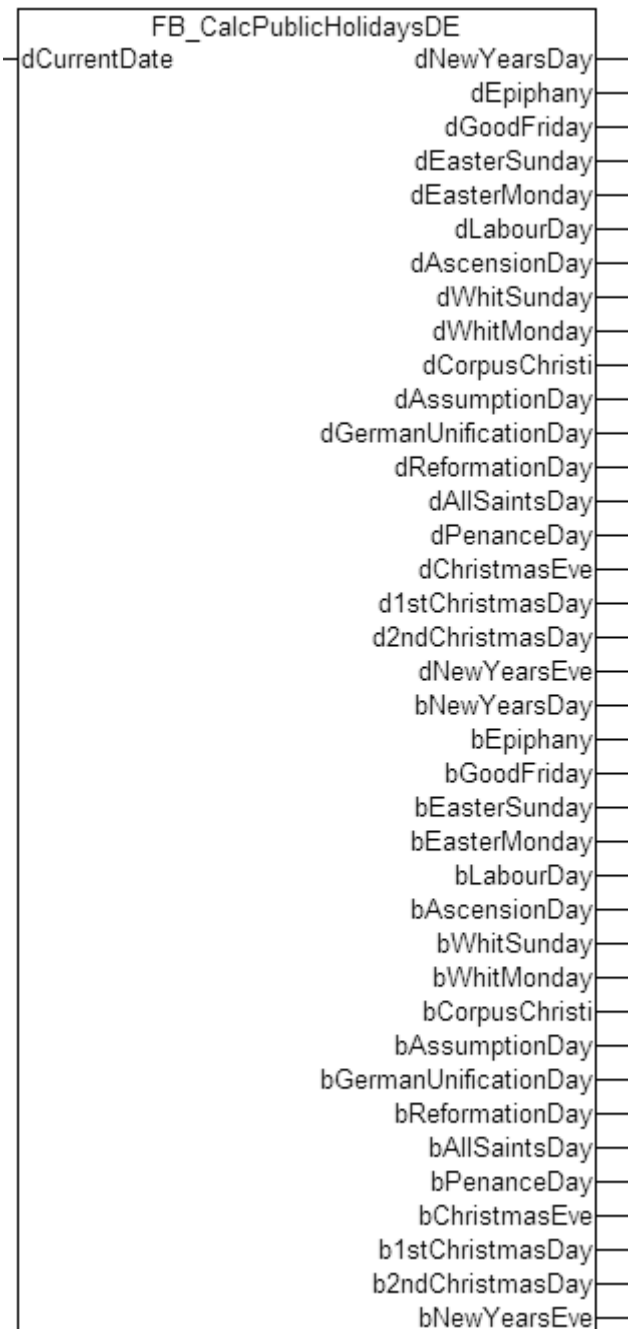 FB_CalcPublicHolidaysDE
dCurrentDate dNewYearsDay
dEpiphany
dGoodFriday
dEasterSunday
dEasterMonday
dLabourDay
dAscensionDay
dWhitSunday
dWhitMonday
dCorpusChristi
dAssumptionDay
dGermanUnificationDay
dReformationDay
dAllSaintsDay
dPenanceDay
dChristmasEve
d1stChristmasDay
d2ndChristmasDay
dNewYearsEve
bNewYearsDay
bEpiphany
bGoodFriday
bEasterSunday
bEasterMonday
bLabourDay
bAscensionDay
bWhitSunday
bWhitMonday
bCorpusChristi
bAssumptionDay
bGermanUnificationDay
bReformationDay
bAllSaintsDay
bPenanceDay
bChristmasEve
b1stChristmasDay
b2ndChristmasDay
bNewYearsEve